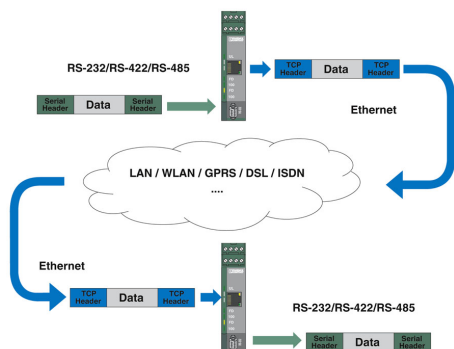 RS-232/RS-422/RS-485
TCP
Header
Data
TCP
Header
Serial
Header
Data
Serial
Header
Ethernet
LAN / WLAN / GPRS / DSL / ISDN
....
Ethernet
TCP
Header
Data
TCP
Header
RS-232/RS-422/RS-485
Serial
Header
Data
Serial
Header